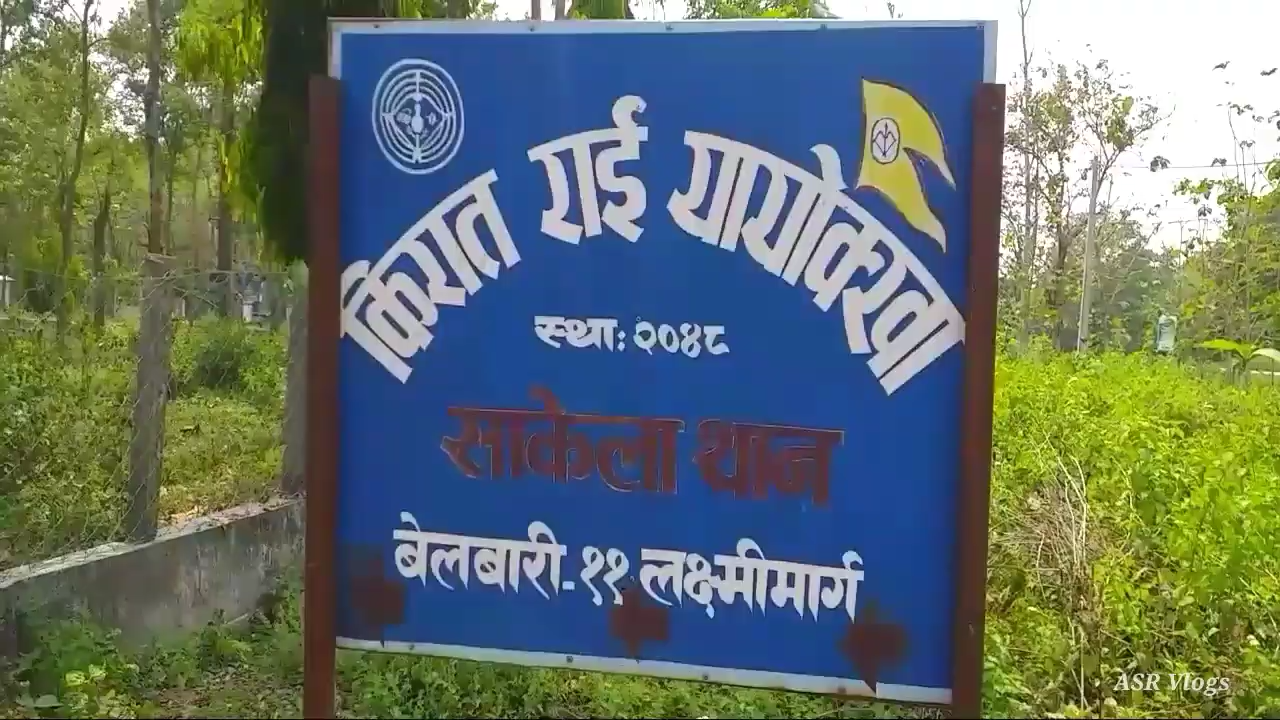 किरात राई यायोक्खा
स्था: २०४८
साकेला थान
बेलबारी-११ लक्ष्मीमार्ग
ASR Vlogs